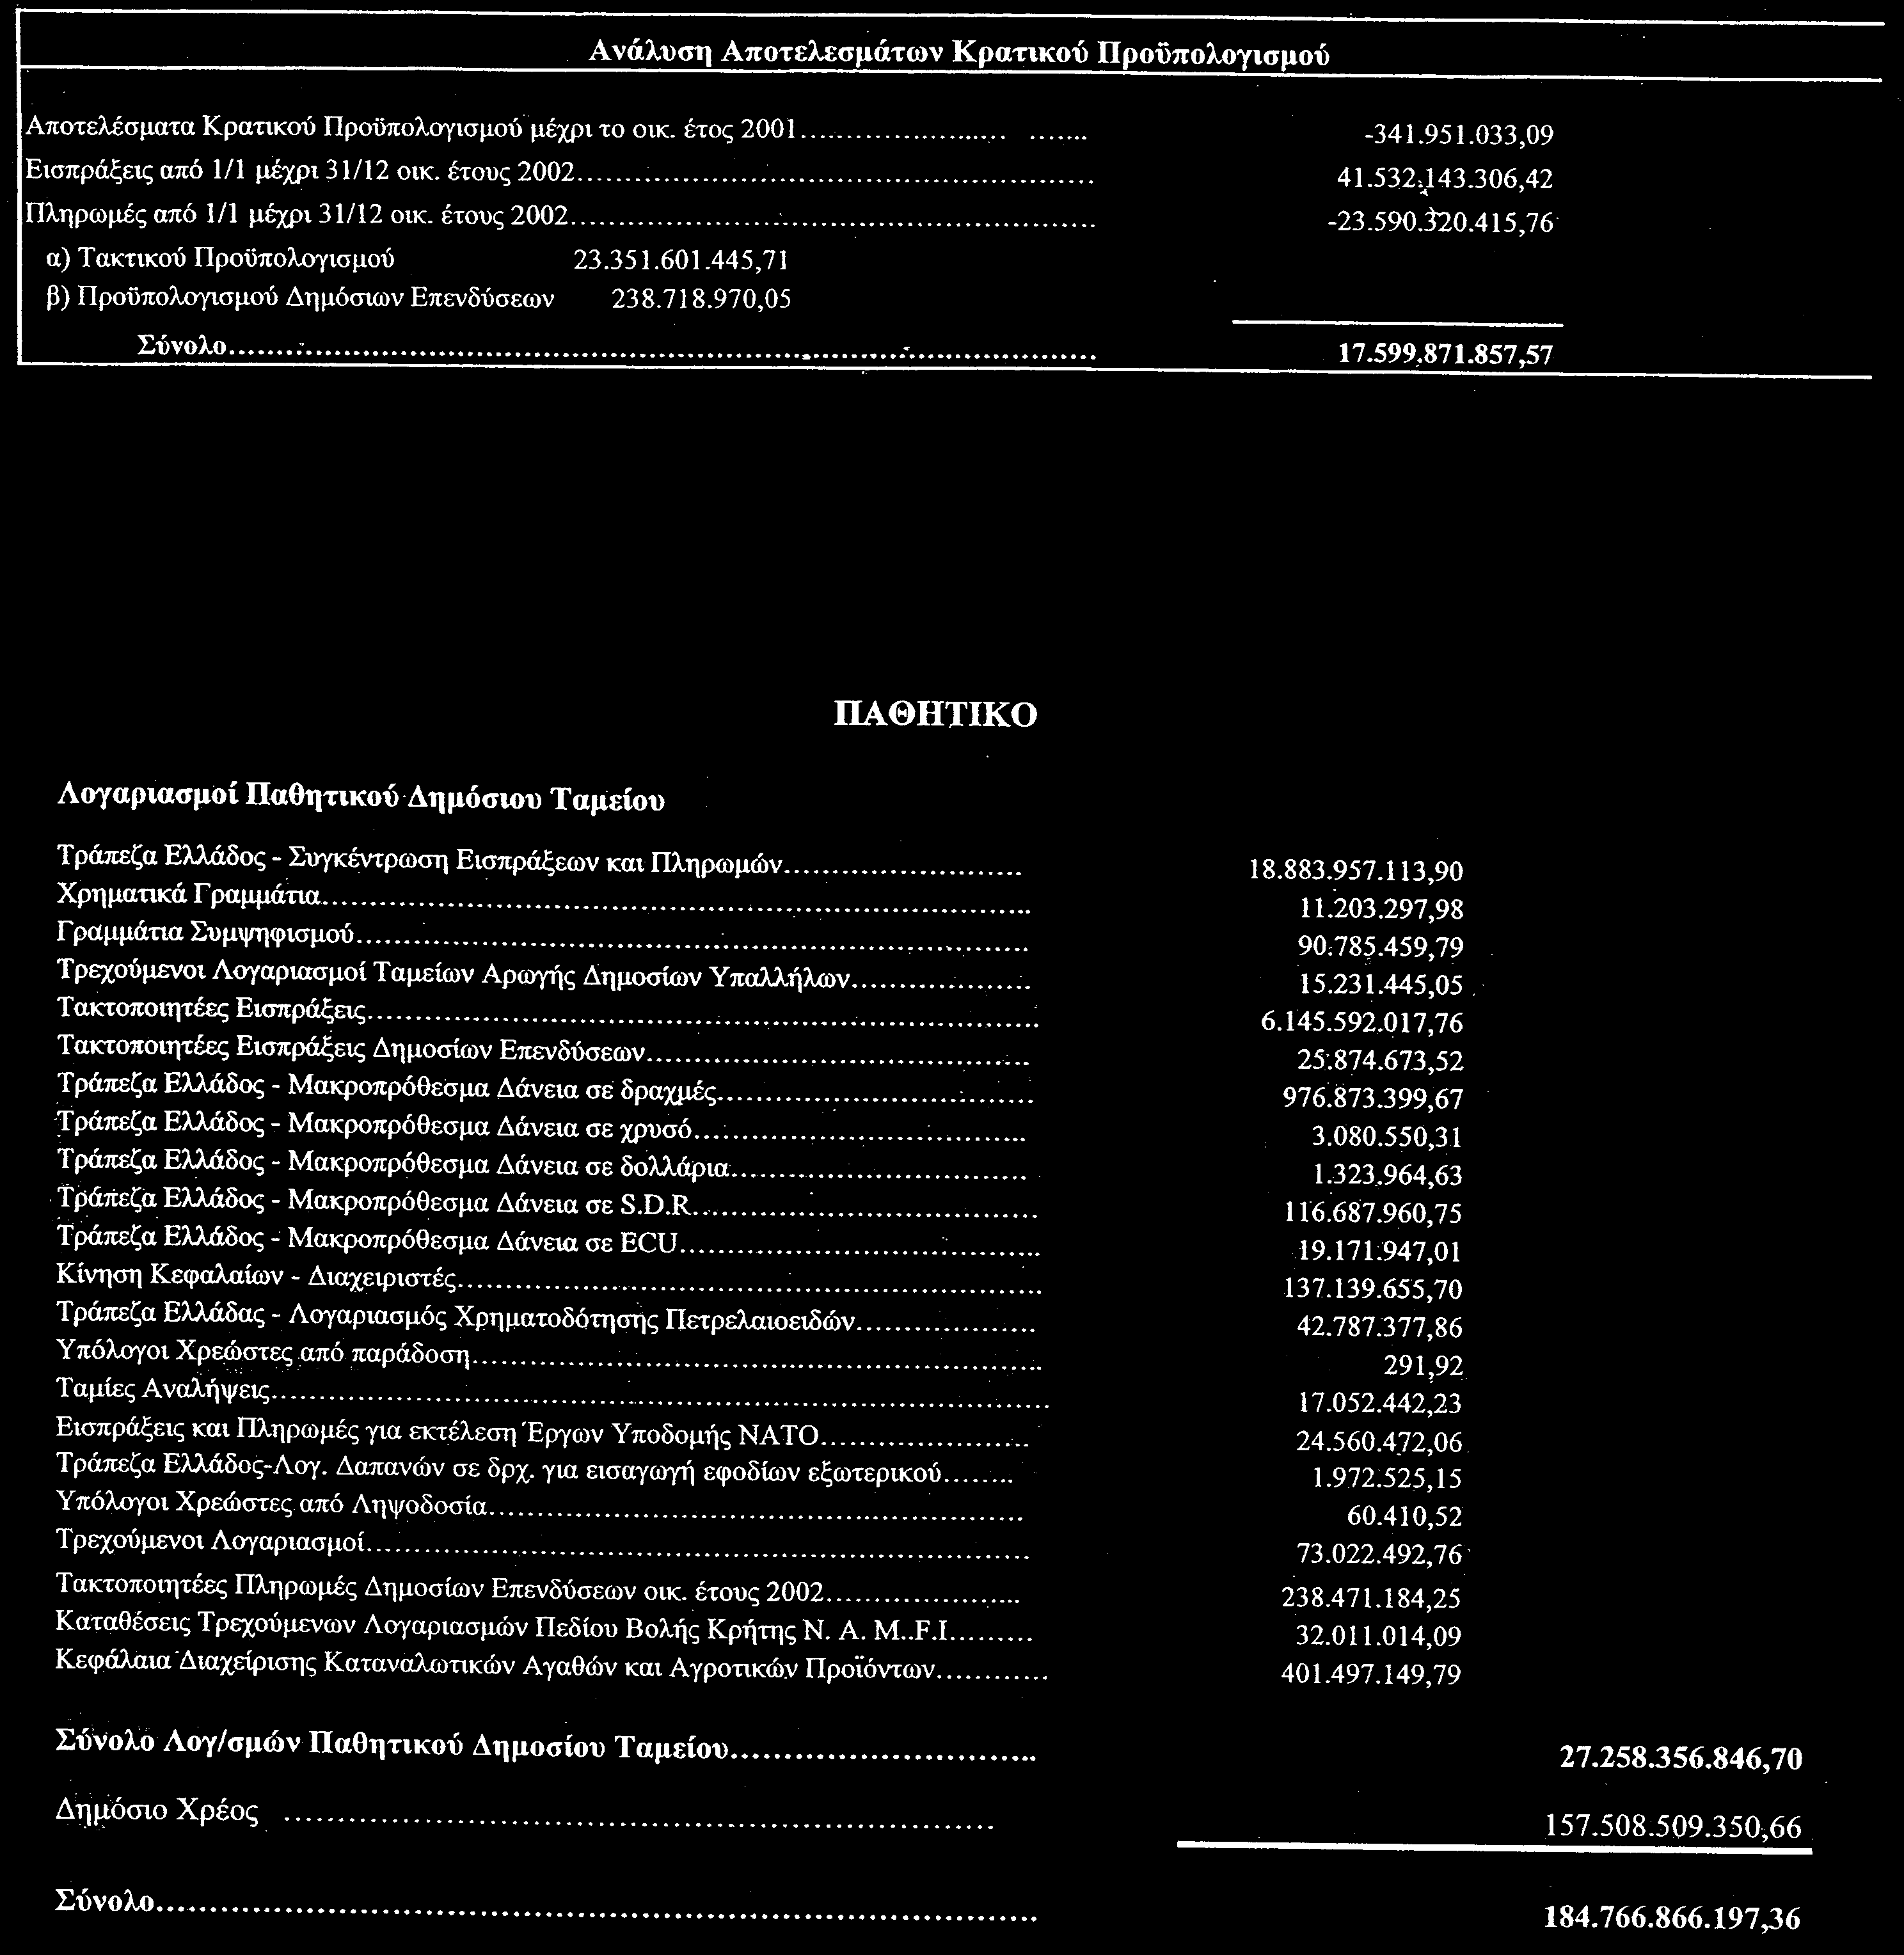 Ανάλυση Αποτελεσμάτων Κρατικού Προϋπολογισμού
Αποτελέσματα Κρατικού Προϋπολογισμού μέχρι το οικ. έτος 2001............................ -341.951.033,09
Εισπράξεις από 1/1 μέχρι 31/12 οικ. έτους 2002............................ 41.532.143.306,42
Πληρωμές από 1/1 μέχρι 31/12 οικ. έτους 2002............................ -23.590.320.415,76
α) Τακτικού Προϋπολογισμού 23.351.601.445,71
β) Προϋπολογισμού Δημόσιων Επενδύσεων 238.718.970,05
Σύνολο............................ 17.599.871.857,57
ΠΑΘΗΤΙΚΟ
Λογαριασμοί Παθητικού Δημόσιου Ταμείου
Τράπεζα Ελλάδος - Συγκέντρωση Εισπράξεων και Πληρωμών............................ 18.883.957.113,90
Χρηματικά Γραμμάτια............................ 11.203.297,98
Γραμμάτια Συμψηφισμού............................ 90.785.459,79
Τρεχούμενοι Λογαριασμοί Ταμείων Αρωγής Δημοσίων Υπαλλήλων............................ 15.231.445,05
Τακτοποιητέες Εισπράξεις............................ 6.145.592.017,76
Τακτοποιητέες Εισπράξεις Δημοσίων Επενδύσεων............................ 25.874.673,52
Τράπεζα Ελλάδος - Μακροπρόθεσμα Δάνεια σε δραχμές............................ 976.873.399,67
Τράπεζα Ελλάδος - Μακροπρόθεσμα Δάνεια σε χρυσό............................ 3.080.550,31
Τράπεζα Ελλάδος - Μακροπρόθεσμα Δάνεια σε δολλάρια............................ 1.323.964,63
Τράπεζα Ελλάδος - Μακροπρόθεσμα Δάνεια σε S.D.R............................ 116.687.960,75
Τράπεζα Ελλάδος - Μακροπρόθεσμα Δάνεια σε ECU............................ 19.171.947,01
Κίνηση Κεφαλαίων - Διαχειριστές............................ 137.139.655,70
Τράπεζα Ελλάδας - Λογαριασμός Χρηματοδότησης Πετρελαιοειδών............................ 42.787.377,86
Υπόλογοι Χρεώστες από παράδοση............................ 291,92
Ταμίες Αναλήψεις............................ 17.052.442,23
Εισπράξεις και Πληρωμές για εκτέλεση Έργων Υποδομής ΝΑΤΟ............................ 24.560.472,06
Τράπεζα Ελλάδος-Λογ. Δαπανών σε δρχ. για εισαγωγή εφοδίων εξωτερικού........ 1.972.525,15
Υπόλογοι Χρεώστες από Ληψοδοσία............................ 60.410,52
Τρεχούμενοι Λογαριασμοί............................ 73.022.492,76
Τακτοποιητέες Πληρωμές Δημοσίων Επενδύσεων οικ. έτους 2002............................ 238.471.184,25
Καταθέσεις Τρεχούμενων Λογαριασμών Πεδίου Βολής Κρήτης Ν. Α. Μ..F.I.......... 32.011.014,09
Κεφάλαια Διαχείρισης Καταναλωτικών Αγαθών και Αγροτικών Προϊόντων............ 401.497.149,79
Σύνολο Λογ/σμών Παθητικού Δημοσίου Ταμείου............................ 27.258.356.846,70
Δημόσιο Χρέος ............................ 157.508.509.350,66
Σύνολο............................ 184.766.866.197,36